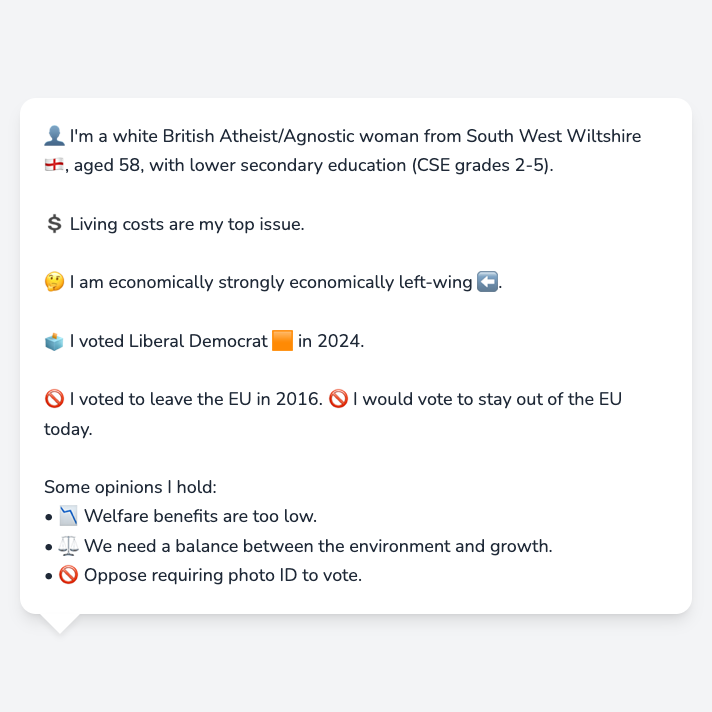 👤 I'm a white British Atheist/Agnostic woman from South West Wiltshire
🏴󠁧󠁢󠁥󠁮󠁧󠁿, aged 58, with lower secondary education (CSE grades 2-5).
💲 Living costs are my top issue.
🤔 I am economically strongly economically left-wing ⬅️.
🗳️ I voted Liberal Democrat 🟧 in 2024.
🚫 I voted to leave the EU in 2016. 🚫 I would vote to stay out of the EU
today.
Some opinions I hold:
• 📉 Welfare benefits are too low.
• ⚖️ We need a balance between the environment and growth.
• 🚫 Oppose requiring photo ID to vote.